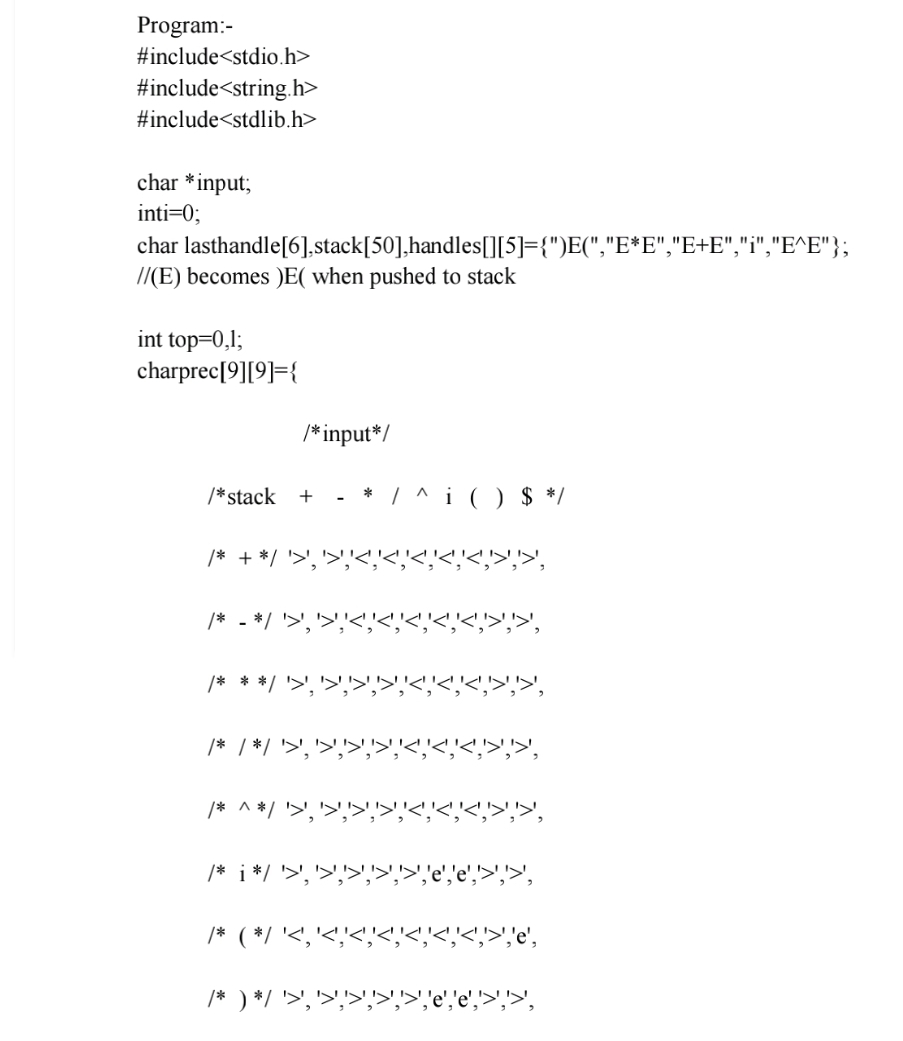 Program:-
#include<stdio.h>
#include<string.h>
#include<stdlib.h>
char *input;
inti=0;
char lasthandle[6],stack[50],handles[][5]={")E(","E*E","E+E","i","E^E"};
//(E) becomes )E( when pushed to stack
int top=0,l;
charprec[9][9]={
/*input*/
/*stack + - * / ^ i ( ) $ */
/* + */ '>', '>','<','<','<','<','<','>','>',
/* - */ '>', '>','<','<','<','<','<','>','>',
/* * */ '>', '>','>','>','<','<','<','>','>',
/* / */ '>', '>','>','>','<','<','<','>','>',
/* ^ */ '>', '>','>','>','<','<','<','>','>',
/* i */ '>', '>','>','>','>','e','e','>','>',
/* ( */ '<', '<','<','<','<','<','<','>','e',
/* ) */ '>', '>','>','>','>','e','e','>','>',